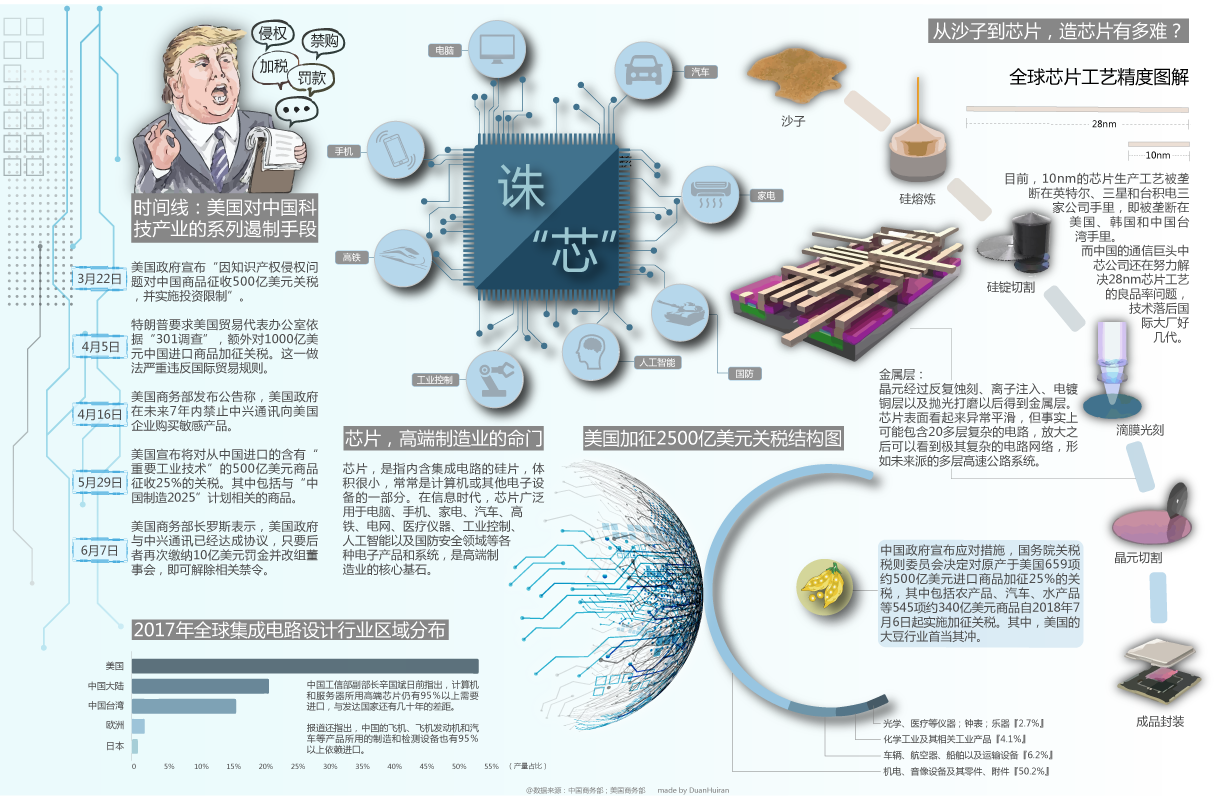 侵权
禁购
加税
罚款
时间线：美国对中国科
技产业的系列遏制手段
3月22日
美国政府宣布“因知识产权侵权问
题对中国商品征收500亿美元关税
，并实施投资限制”。
4月5日
特朗普要求美国贸易代表办公室依
据“301调查”，额外对1000亿美
元中国进口商品加征关税。这一做
法严重违反国际贸易规则。
4月16日
美国商务部发布公告称，美国政府
在未来7年内禁止中兴通讯向美国
企业购买敏感产品。
5月29日
美国宣布将对从中国进口的含有“
重要工业技术”的500亿美元商品
征收25%的关税。其中包括与“中
国制造2025”计划相关的商品。
6月7日
美国商务部长罗斯表示，美国政府
与中兴通讯已经达成协议，只要后
者再次缴纳10亿美元罚金并改组董
事会，即可解除相关禁令。
电脑
汽车
手机
家电
高铁
国防
人工智能
工业控制
诛
“芯”
芯片，高端制造业的命门
芯片，是指内含集成电路的硅片，体
积很小，常常是计算机或其他电子设
备的一部分。在信息时代，芯片广泛
用于电脑、手机、家电、汽车、高
铁、电网、医疗仪器、工业控制、
人工智能以及国防安全领域等各
种电子产品和系统，是高端制
造业的核心基石。
从沙子到芯片，造芯片有多难？
全球芯片工艺精度图解
28nm
10nm
目前，10nm的芯片生产工艺被垄
断在英特尔、三星和台积电三
家公司手里，即被垄断在
美国、韩国和中国台
湾手里。
而中国的通信巨头中
芯公司还在努力解
决28nm芯片工艺
的良品率问题，
技术落后国
际大厂好
几代。
沙子
硅熔炼
硅锭切割
滴膜光刻
晶元切割
成品封装
金属层：
晶元经过反复蚀刻、离子注入、电镀
铜层以及抛光打磨以后得到金属层。
芯片表面看起来异常平滑，但事实上
可能包含20多层复杂的电路，放大之
后可以看到极其复杂的电路网络，形
如未来派的多层高速公路系统。
美国加征2500亿美元关税结构图
中国政府宣布应对措施，国务院关税
税则委员会决定对原产于美国659项
约500亿美元进口商品加征25%的关
税，其中包括农产品、汽车、水产品
等545项约340亿美元商品自2018年7
月6日起实施加征关税。其中，美国的
大豆行业首当其冲。
光学、医疗等仪器；钟表；乐器『2.7%』
化学工业及其相关工业产品『4.1%』
车辆、航空器、船舶以及运输设备『6.2%』
机电、音像设备及其零件、附件『50.2%』
2017年全球集成电路设计行业区域分布
美国
中国大陆
中国台湾
欧洲
日本
0 5% 10% 15% 20% 25% 30% 35% 40% 45% 50% 55% （产量占比）
中国工信部副部长辛国斌日前指出，计算机
和服务器所用高端芯片仍有95%以上需要
进口，与发达国家还有几十年的差距。
报道还指出，中国的飞机、飞机发动机和汽
车等产品所用的制造和检测设备也有95%
以上依赖进口。
@数据来源：中国商务部；美国商务部 made by DuanHuiran